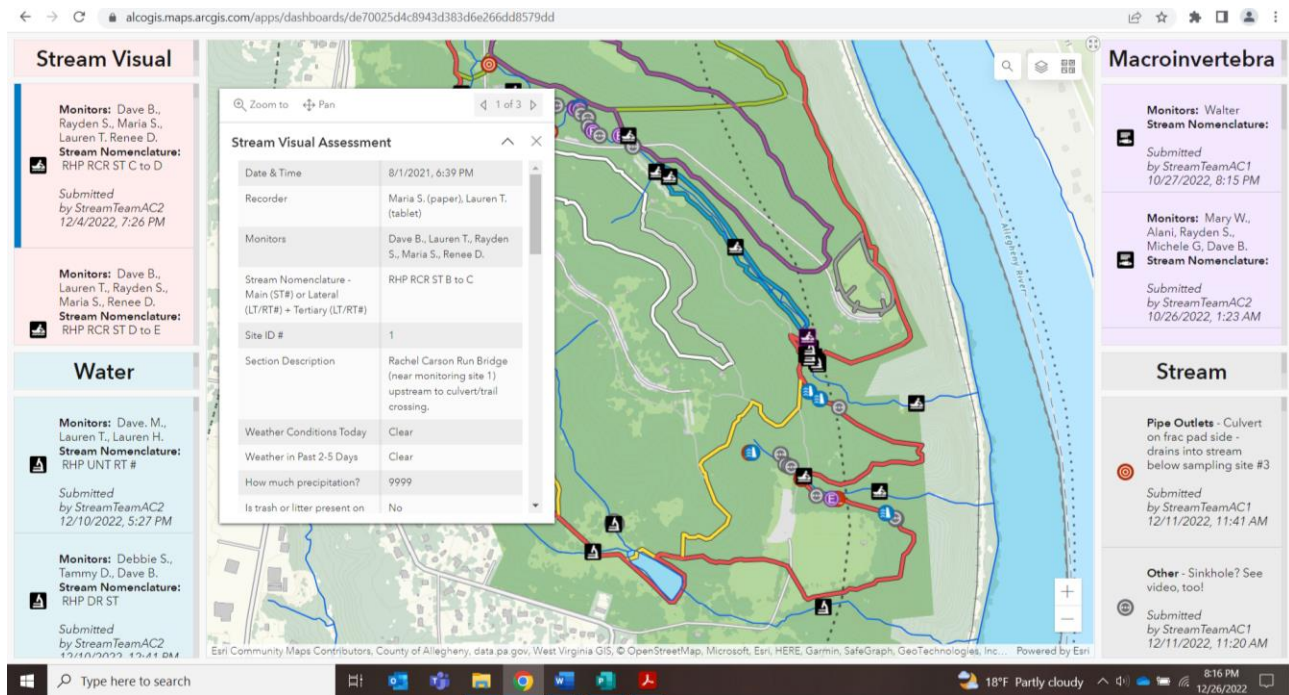 alcogis.maps.arcgis.com/apps/dashboards/de70025d4c8943d383d6e266dd8579dd
Stream Visual
Monitors: Dave B.,
Rayden S., Maria S.,
Lauren T. Renee D.
Stream Nomenclature:
RHP RCR ST C to D
Submitted
by StreamTeamAC2
12/4/2022, 7:26 PM
Monitors: Dave B.,
Lauren T., Rayden S.,
Maria S., Renee D.
Stream Nomenclature:
RHP RCR ST D to E
Water
Monitors: Dave. M.,
Lauren T., Lauren H.
Stream Nomenclature:
RHP UNT RT #
Submitted
by StreamTeamAC2
12/10/2022, 5:27 PM
Monitors: Debbie S.,
Tammy D., Dave B.
Stream Nomenclature:
RHP DR ST
Submitted
by StreamTeamAC2
12/10/2022, 12:41 PM
Zoom to Pan 1 of 3
Stream Visual Assessment
Date & Time 8/1/2021, 6:39 PM
Recorder Maria S. (paper), Lauren T.
(tablet)
Monitors Dave B., Lauren T., Rayden
S., Maria S., Renee D.
Stream Nomenclature - RHP RCR ST B to C
Main (ST#) or Lateral
(LT/RT#) + Tertiary (LT/RT#)
Site ID # 1
Section Description Rachel Carson Run Bridge
(near monitoring site 1)
upstream to culvert/trail
crossing.
Weather Conditions Today Clear
Weather in Past 2-5 Days Clear
How much precipitation? 9999
Is trash or litter present on No
Allegheny River
Esri Community Maps Contributors, County of Allegheny, data.pa.gov, West Virginia GIS, © OpenStreetMap, Microsoft, Esri, HERE, Garmin, SafeGraph, GeoTechnologies, Inc... Powered by Esri
Macroinvertebra
Monitors: Walter
Stream Nomenclature:
Submitted
by StreamTeamAC1
10/27/2022, 8:15 PM
Monitors: Mary W.,
Alani, Rayden S.,
Michele G, Dave B.
Stream Nomenclature:
Submitted
by StreamTeamAC2
10/26/2022, 1:23 AM
Stream
Pipe Outlets - Culvert
on frac pad side -
drains into stream
below sampling site #3
Submitted
by StreamTeamAC1
12/11/2022, 11:41 AM
Other - Sinkhole? See
video, too!
Submitted
by StreamTeamAC1
12/11/2022, 11:20 AM
Type here to search
18°F Partly cloudy
8:16 PM
12/26/2022